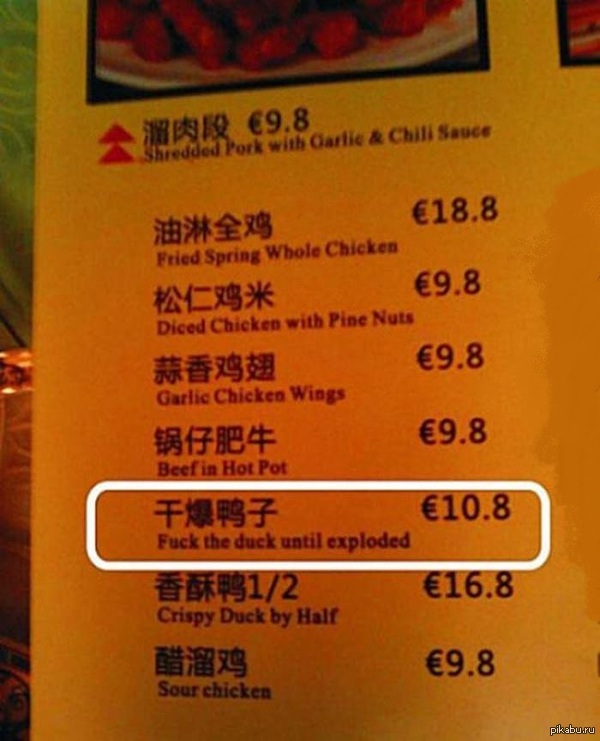 溜肉段 €9.8
Shredded Pork with Garlic & Chili Sauce
油淋全鸡 €18.8
Fried Spring Whole Chicken
松仁鸡米 €9.8
Diced Chicken with Pine Nuts
蒜香鸡翅 €9.8
Garlic Chicken Wings
锅仔肥牛 €9.8
Beef in Hot Pot
干爆鸭子 €10.8
Fuck the duck until exploded
香酥鸭1/2 €16.8
Crispy Duck by Half
醋溜鸡 €9.8
Sour chicken
pikabu.ru